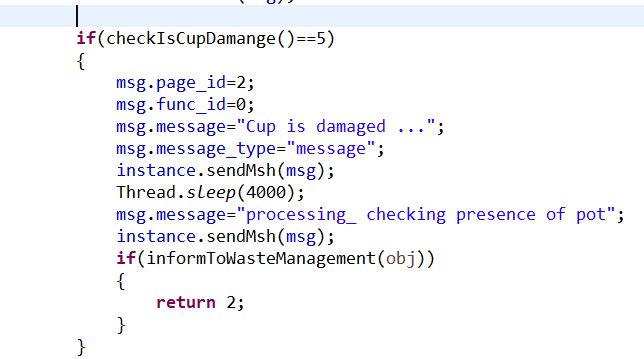 if(checkIsCupDamange()==5)
{
msg.page_id=2;
msg.func_id=0;
msg.message="Cup is damaged ...";
msg.message_type="message";
instance.sendMsh(msg);
Thread.sleep(4000);
msg.message="processing_ checking presence of pot";
instance.sendMsh(msg);
if(informToWasteManagement(obj))
{
return 2;
}
}